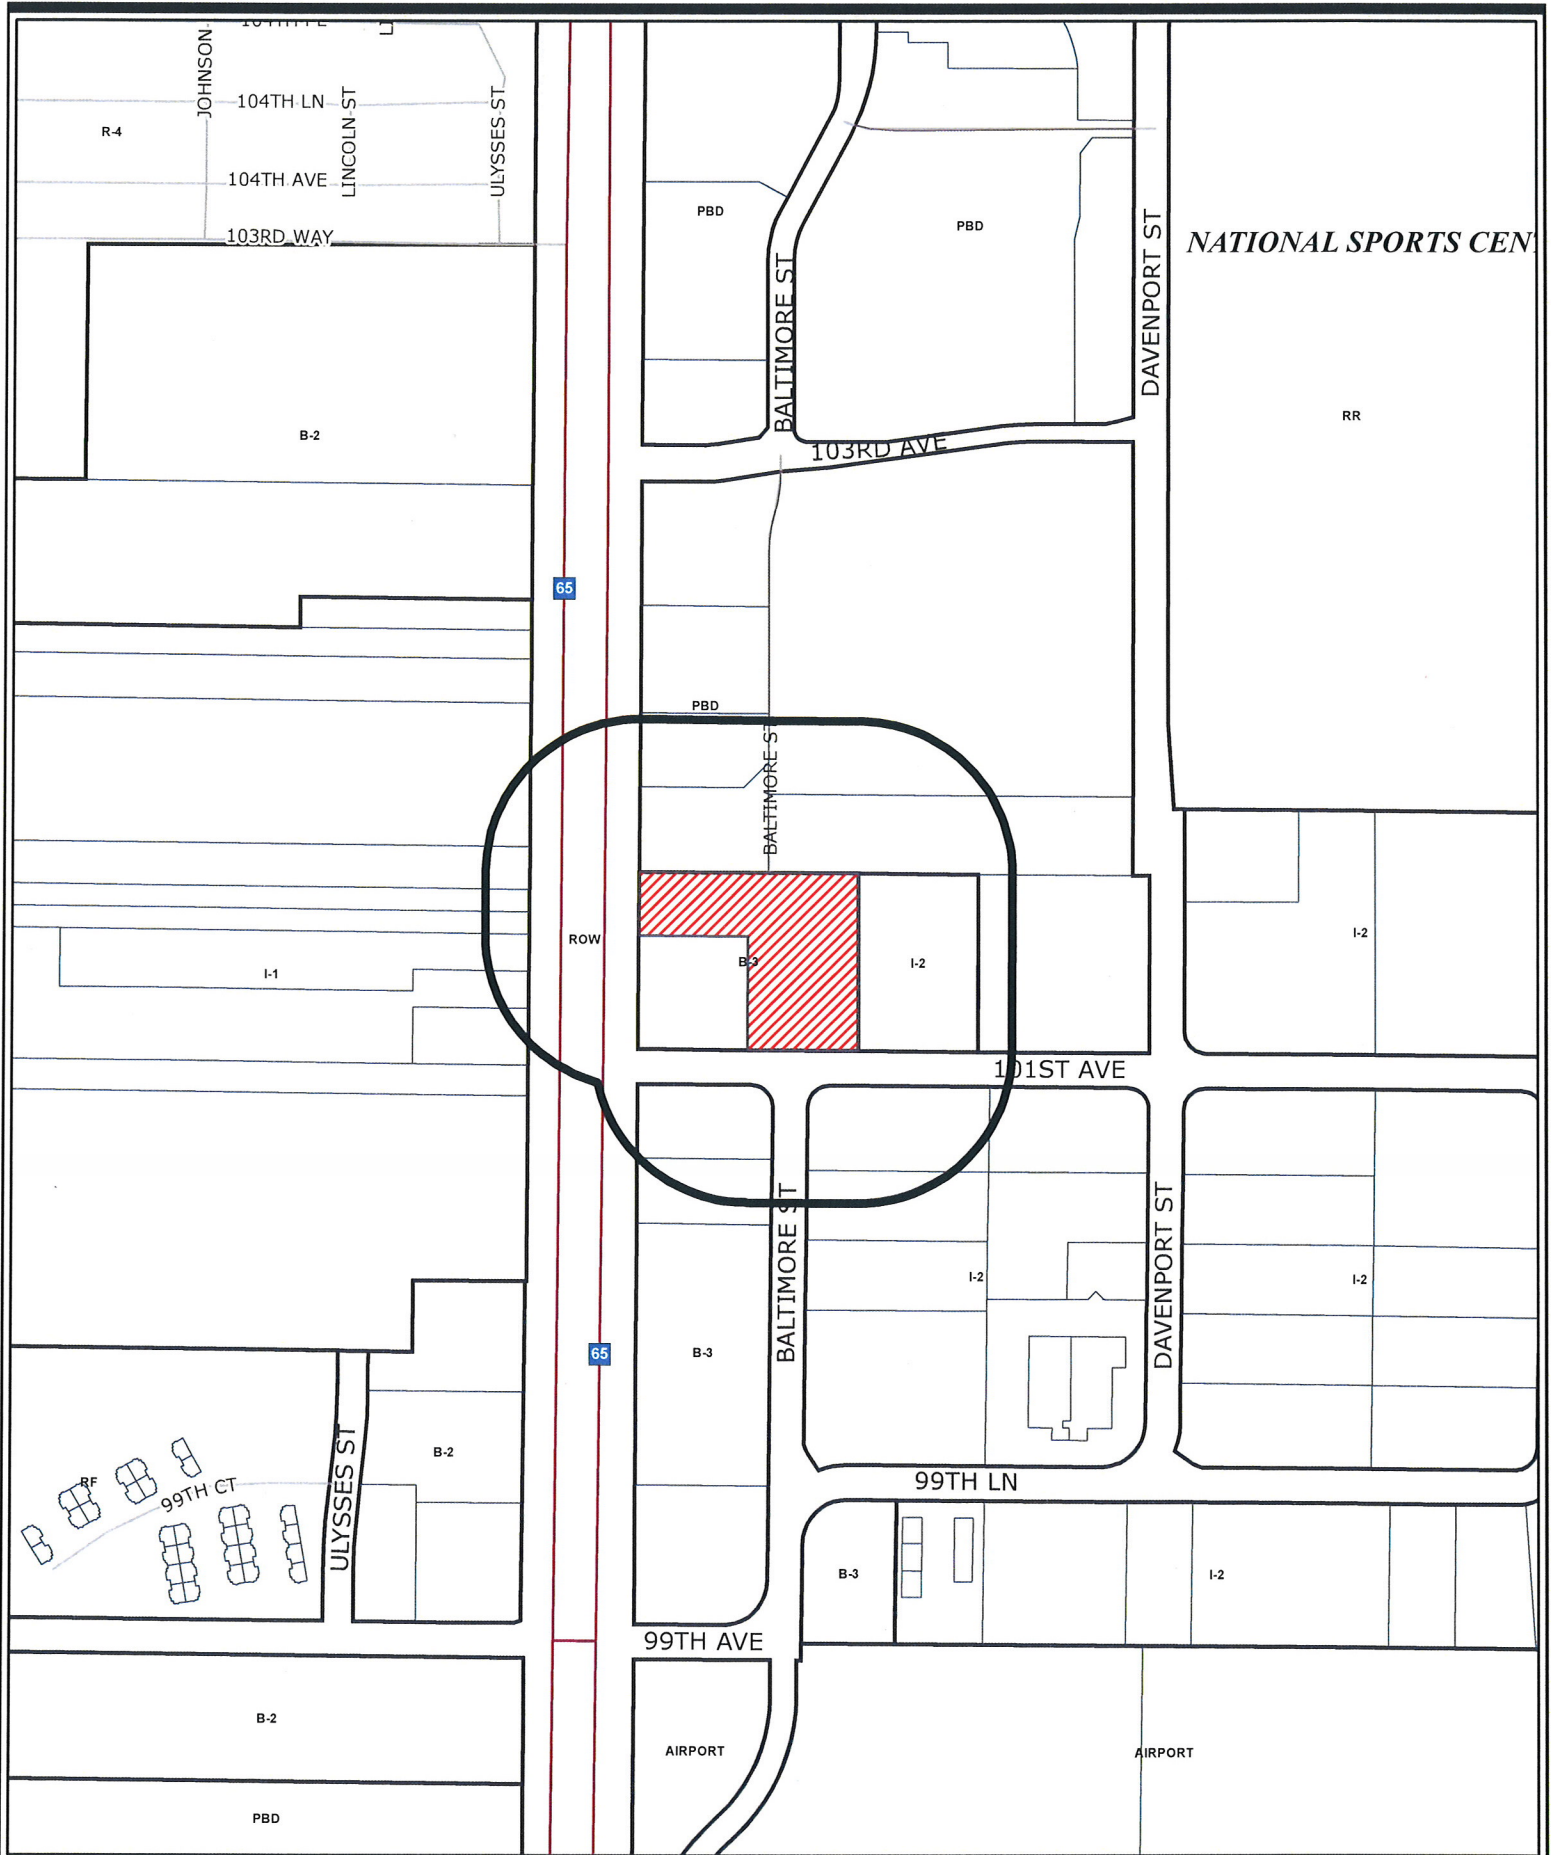 JOHNSON
104TH LN
LINCOLN ST
ULYSSES ST
R-4
104TH AVE
103RD WAY
PBD
PBD
DAVENPORT ST
NATIONAL SPORTS CEN
BALTIMORE ST
RR
B-2
103RD AVE
65
PBD
BALTIMORE ST
ROW
B-3
I-2
I-2
I-1
101ST AVE
BALTIMORE ST
DAVENPORT ST
I-2
I-2
65
B-3
B-2
ULYSSES ST
RF
99TH CT
99TH LN
B-3
I-2
99TH AVE
B-2
AIRPORT
AIRPORT
PBD